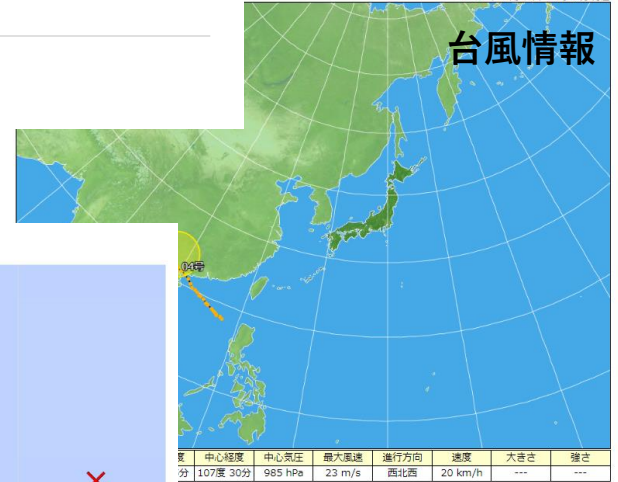 台風情報
04号
度 中心経度 中心気圧 最大風速 進行方向 速度 大きさ 強さ
分 107度 30分 985 hPa 23 m/s 西北西 20 km/h --- ---